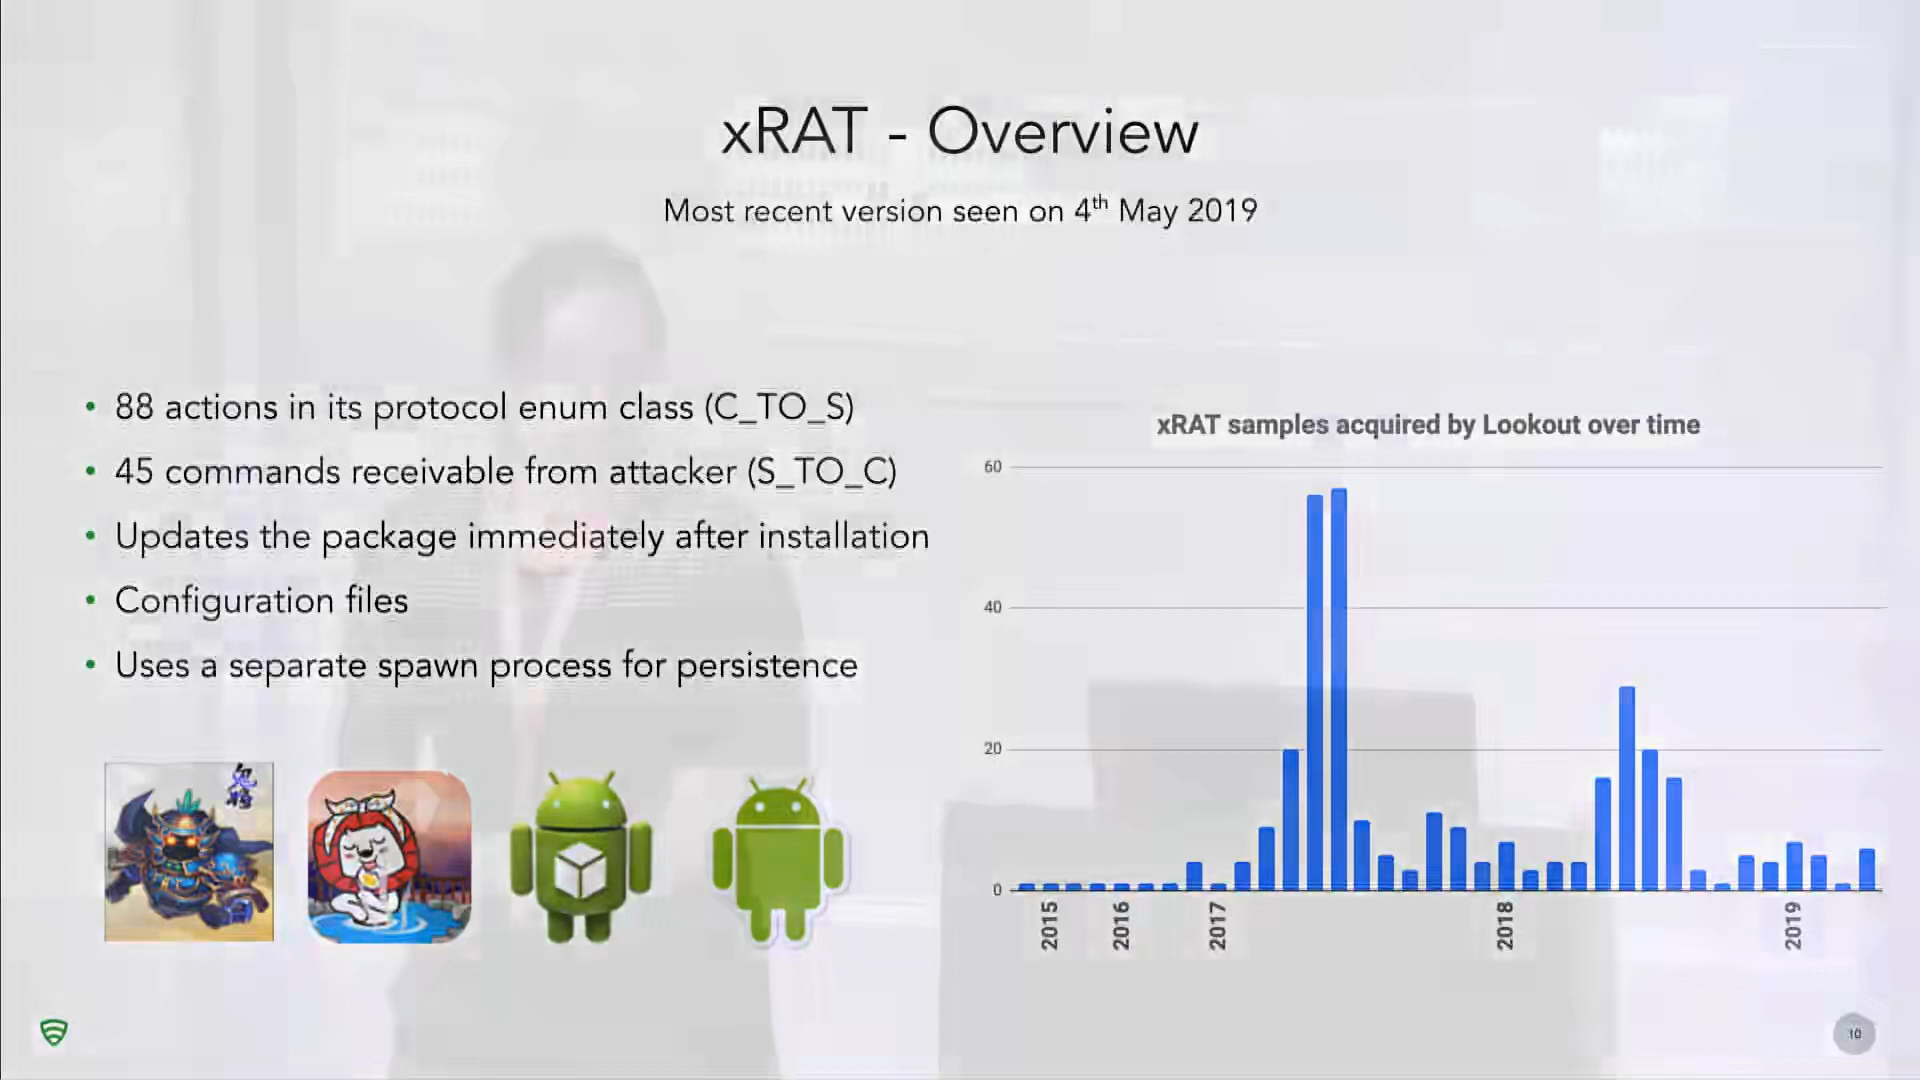 xRAT - Overview
Most recent version seen on 4th May 2019
• 88 actions in its protocol enum class (C_TO_S)
• 45 commands receivable from attacker (S_TO_C)
• Updates the package immediately after installation
• Configuration files
• Uses a separate spawn process for persistence
xRAT samples acquired by Lookout over time
60
40
20
0
2015
2016
2017
2018
2019
10